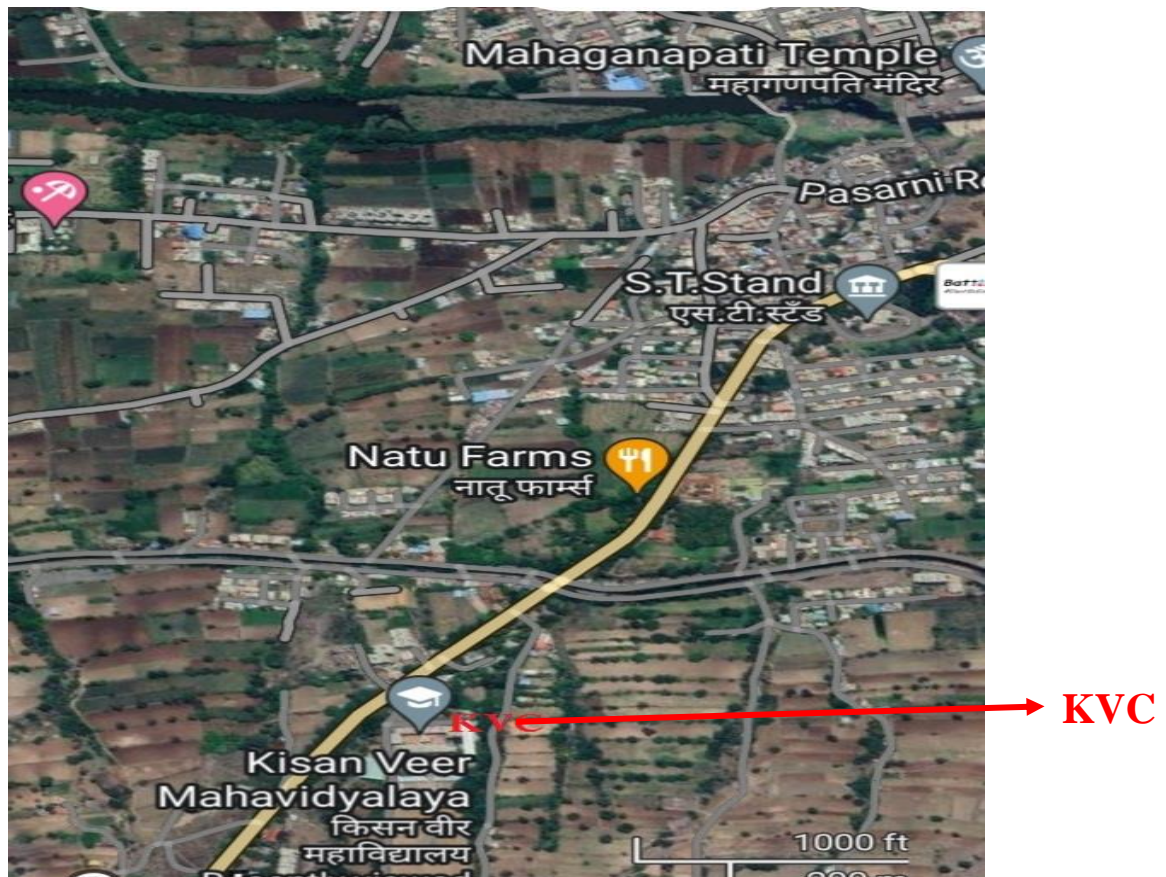 Mahaganapati Temple
महागणपति मंदिर
Pasarni
S.T.Stand
एस.टी.स्टँड
Natu Farms
नातू फार्म्स
KVC
KVC
Kisan Veer
Mahavidyalaya
किसन वीर
महाविद्यालय
1000 ft